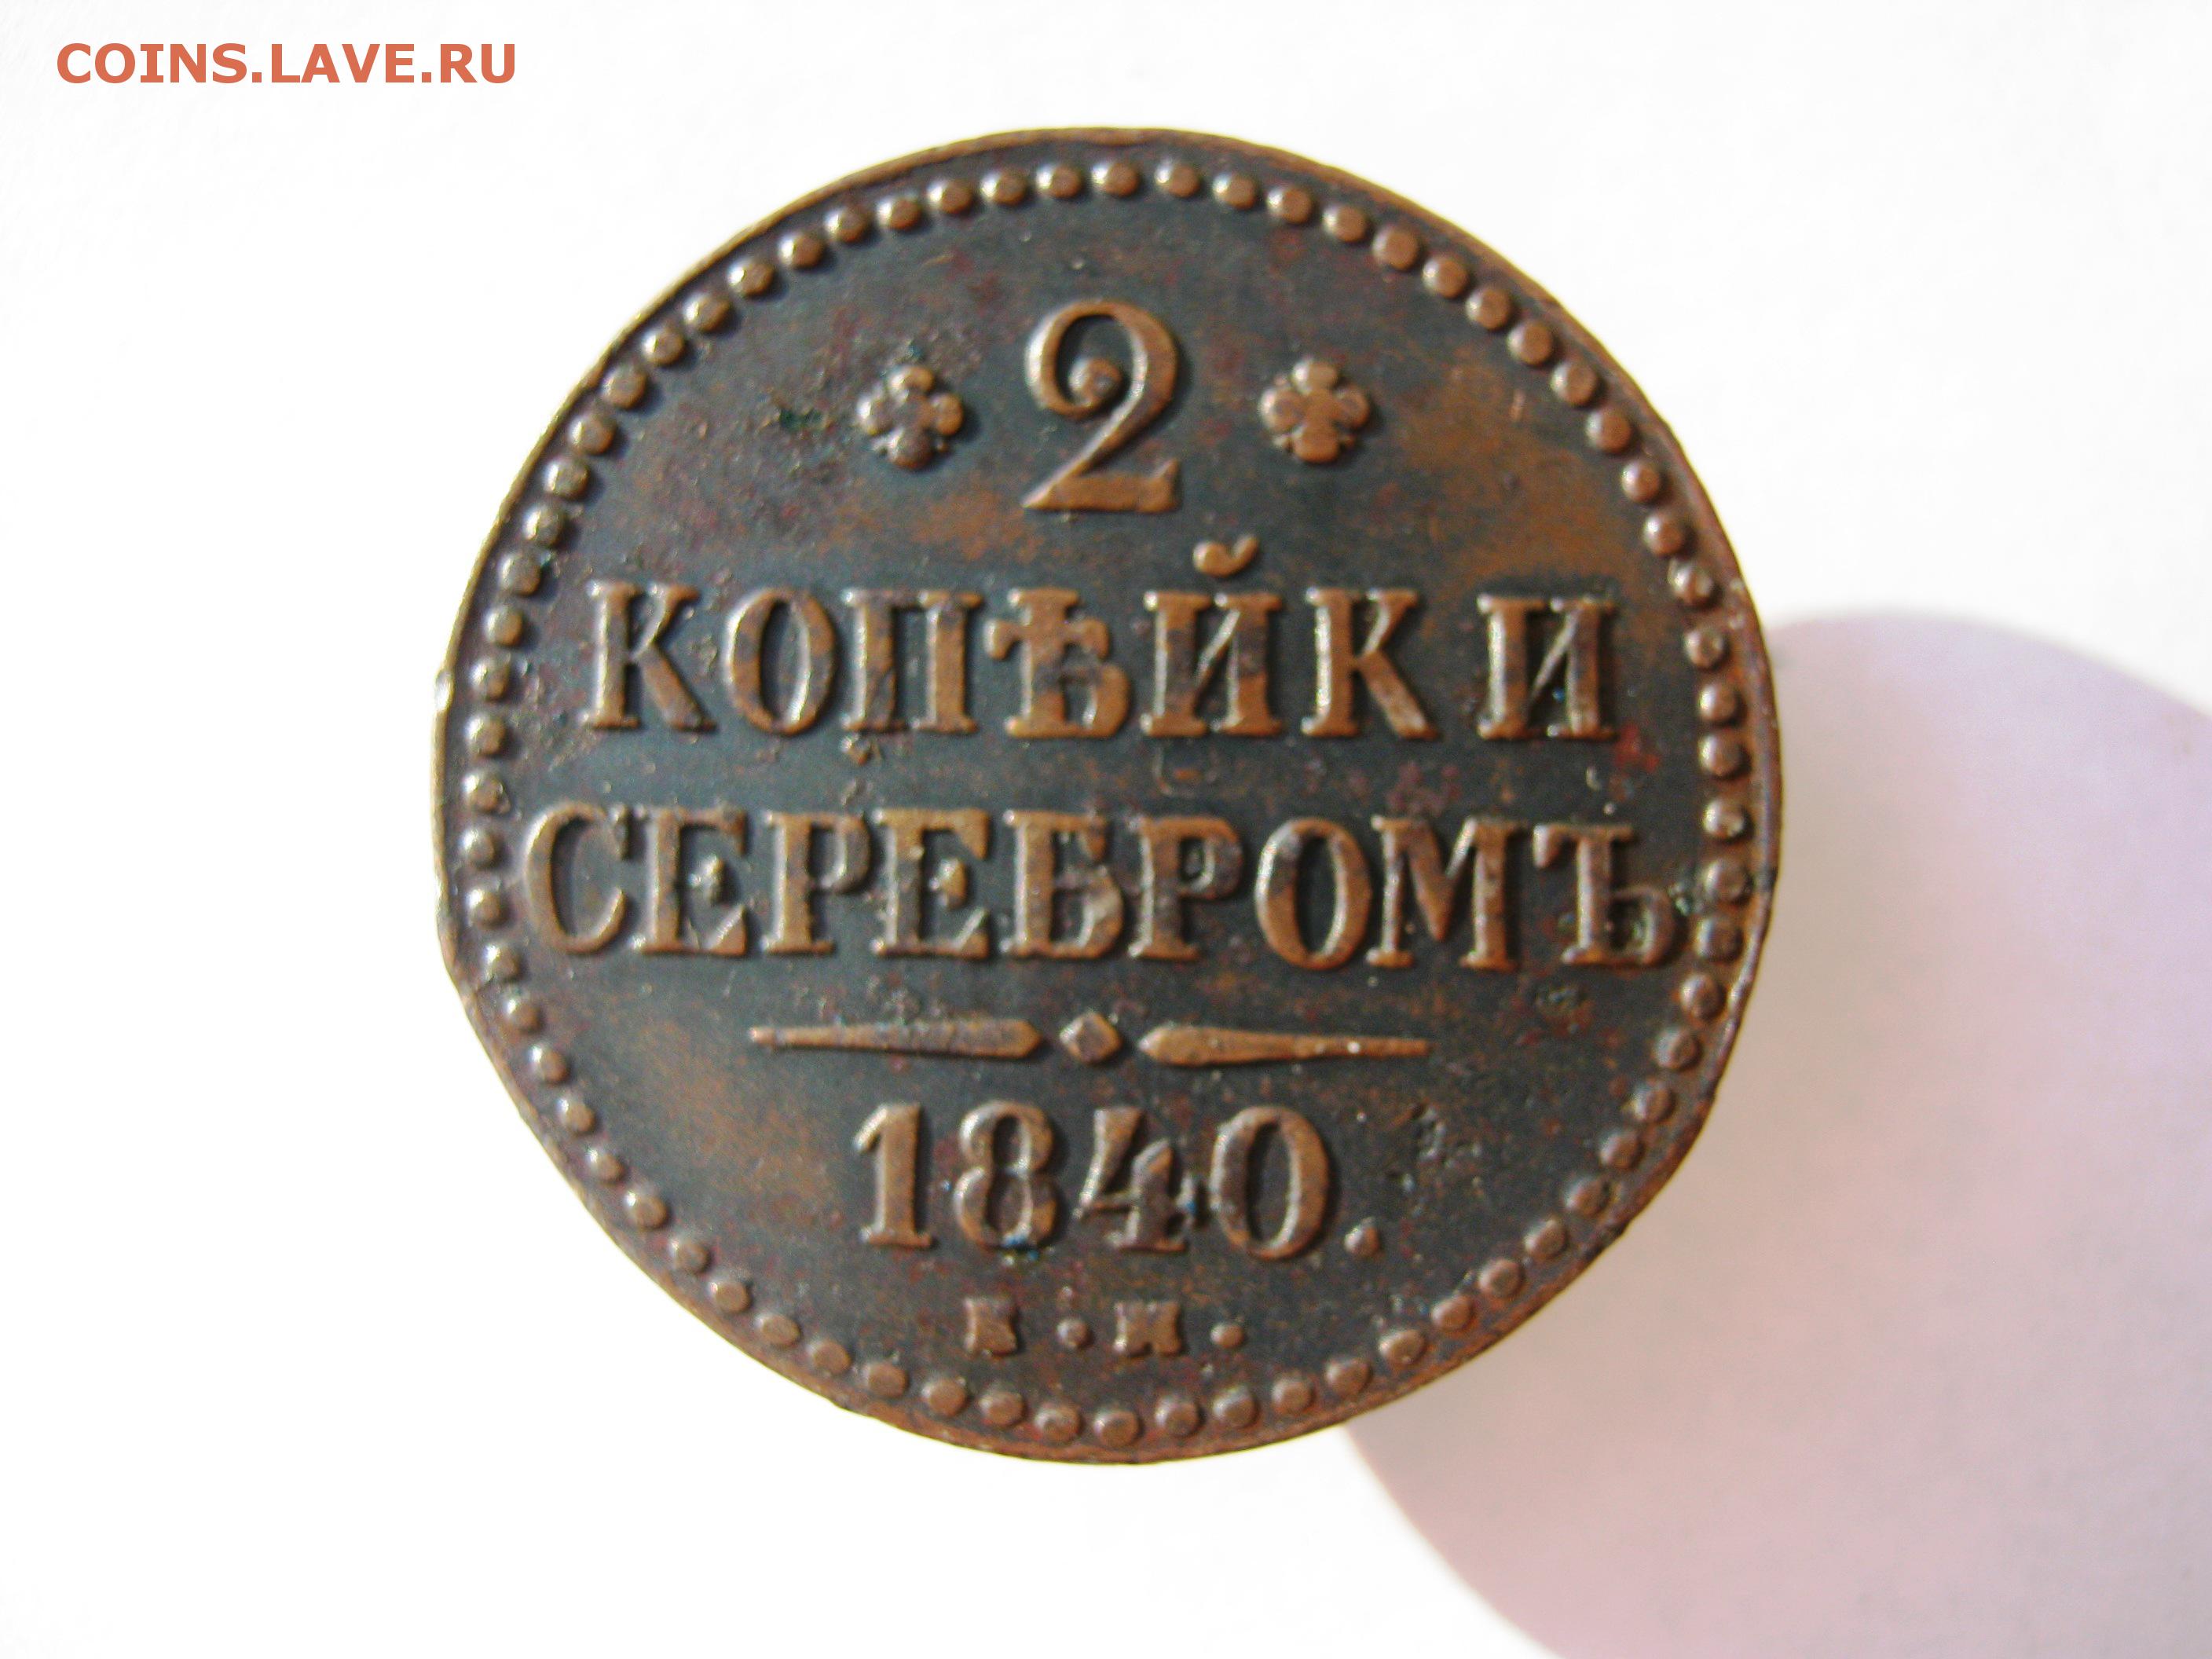 COINS.LAVE.RU
2
КОПѢЙКИ
СЕРЕБРОМЪ
1840.
Е.М.